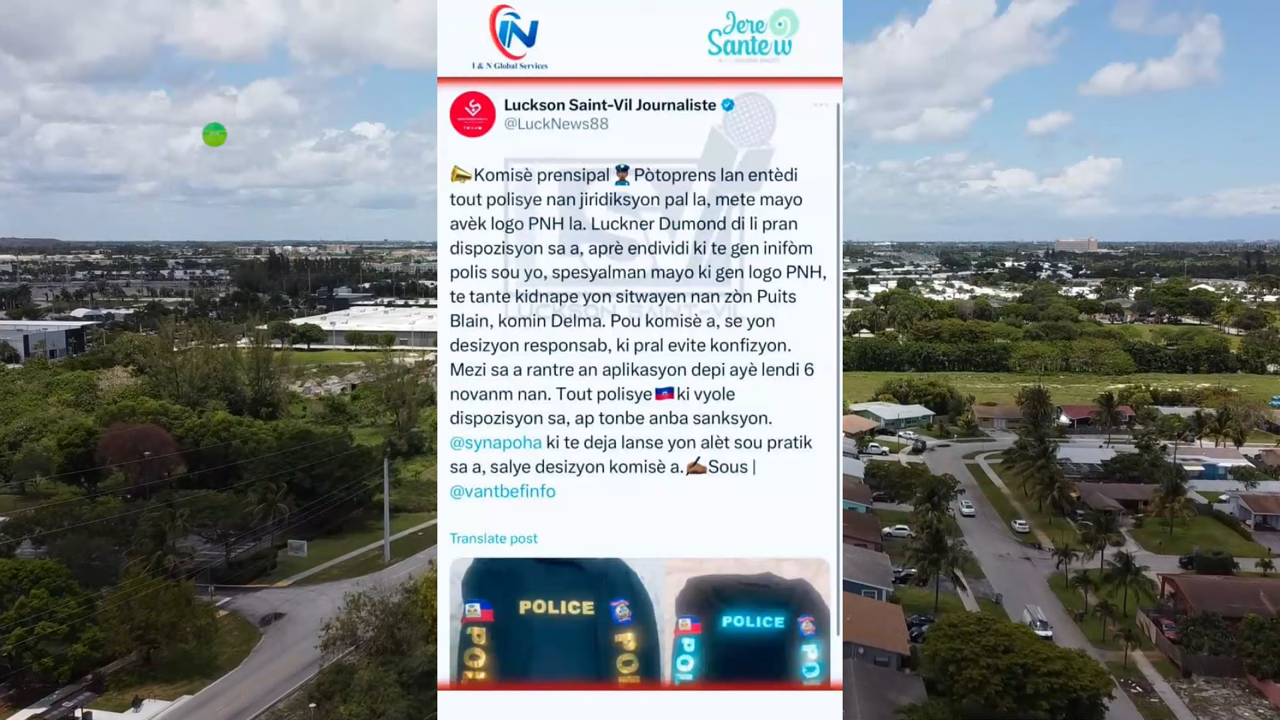 IN
I & N Global Services
Jere
Sante w
Luckson Saint-Vil Journaliste
@LuckNews88
Komisè prensipal Pòtoprens lan entèdi
tout polisye nan jiridiksyon pal la, mete mayo
avèk logo PNH la. Luckner Dumond di li pran
dispozisyon sa a, aprè endividi ki te gen inifòm
polis sou yo, spesyalman mayo ki gen logo PNH,
te tante kidnape yon sitwayen nan zòn Puits
Blain, komin Delma. Pou komisè a, se yon
desizyon responsab, ki pral evite konfizyon.
Mezi sa a rantre an aplikasyon depi ayè lendi 6
novanm nan. Tout polisye ki vyole
dispozisyon sa, ap tonbe anba sanksyon.
@synapoha ki te deja lanse yon alèt sou pratik
sa a, salye desizyon komisè a. Sous |
@vantbefinfo
LSV
LUCKSON SAINT-VIL
Translate post
POLICE
POLICE